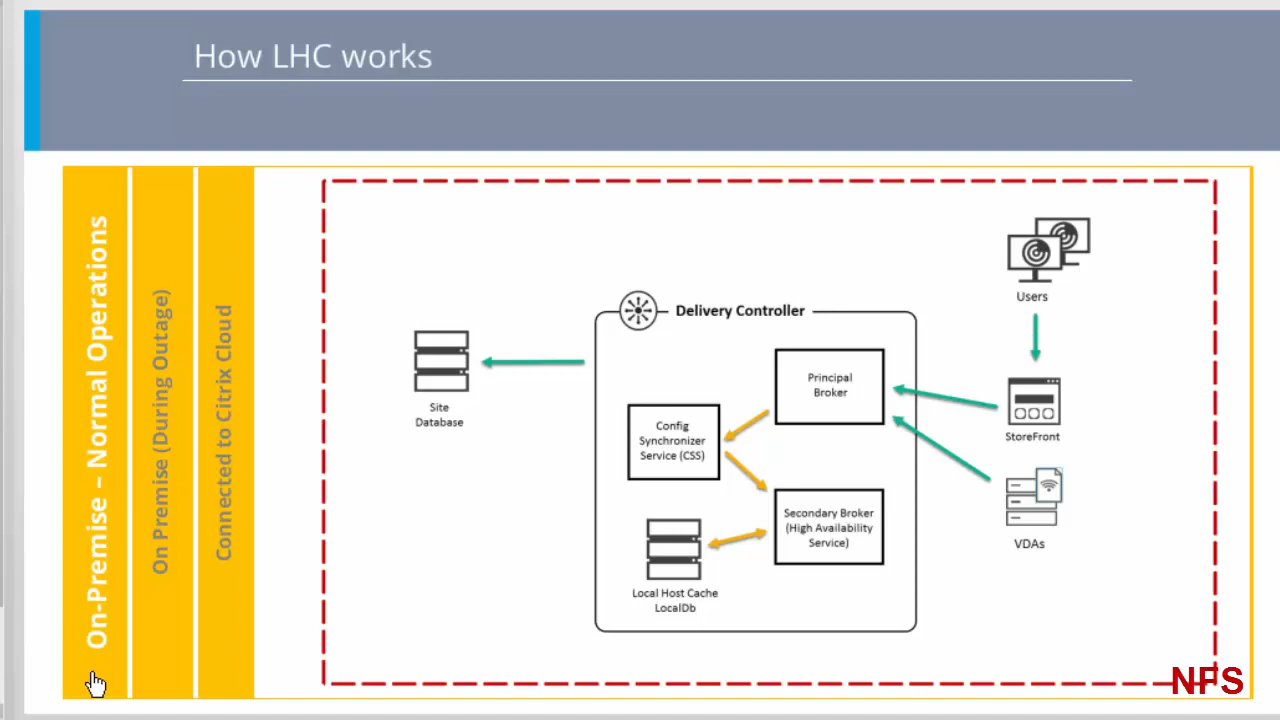 How LHC works
On-Premise – Normal Operations
On Premise (During Outage)
Connected to Citrix Cloud
Users
Delivery Controller
Site
Database
Principal
Broker
StoreFront
Config
Synchronizer
Service (CSS)
Secondary Broker
(High Availability
Service)
VDAs
Local Host Cache
LocalDb
NFS